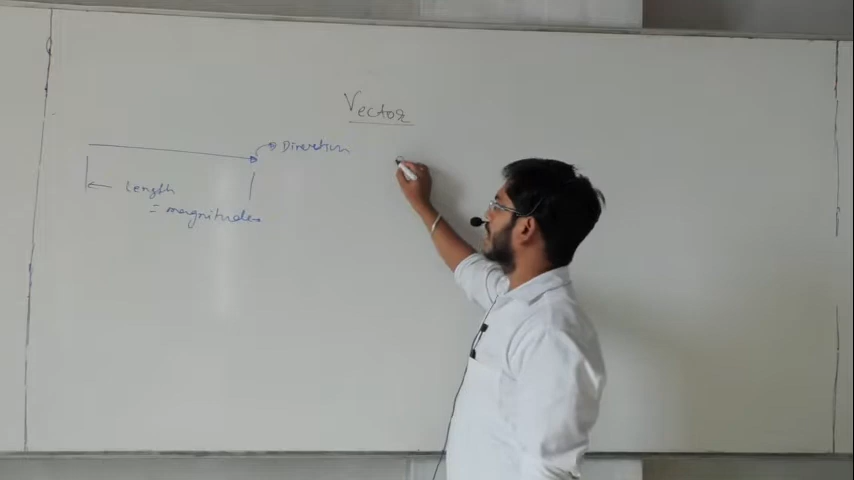 Vector
Direction
Length
= magnitude